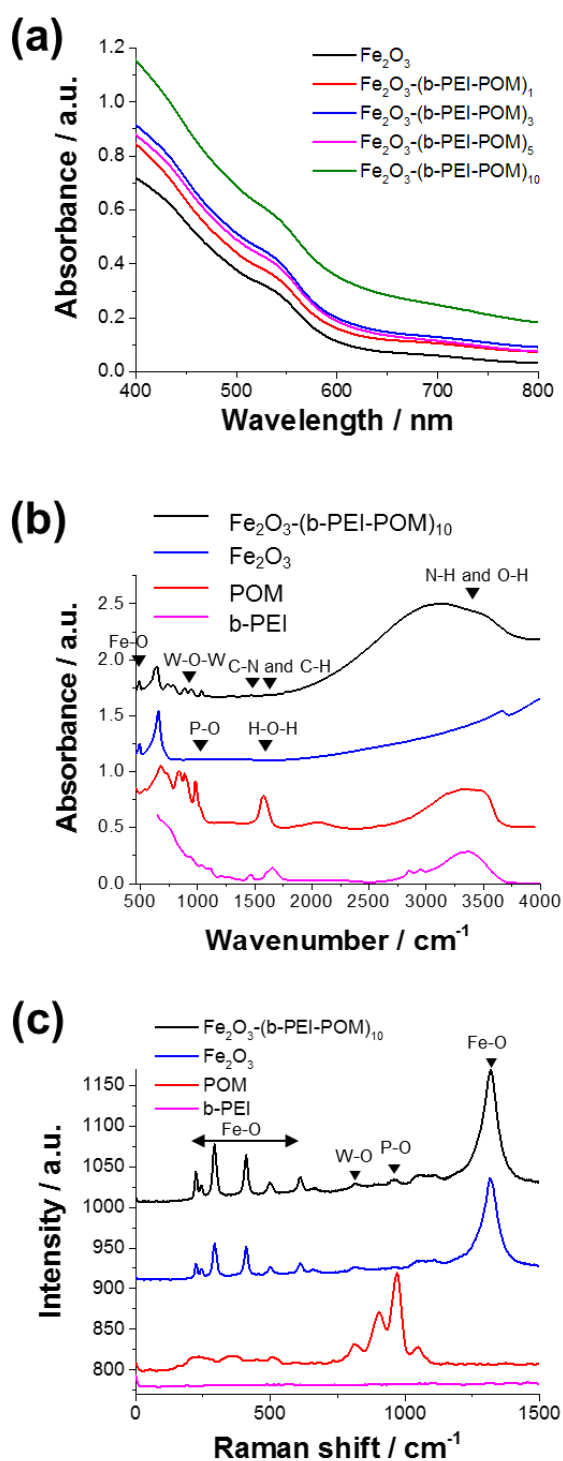 (a)
Fe₂O₃
Fe₂O₃-(b-PEI-POM)₁
Fe₂O₃-(b-PEI-POM)₃
Fe₂O₃-(b-PEI-POM)₅
Fe₂O₃-(b-PEI-POM)₁₀
Absorbance / a.u.
1.2
1.0
0.8
0.6
0.4
0.2
0.0
400 500 600 700 800
Wavelength / nm
(b)
Fe₂O₃-(b-PEI-POM)₁₀
Fe₂O₃
POM
b-PEI
N-H and O-H
Fe-O
W-O-W
C-N and C-H
P-O
H-O-H
Absorbance / a.u.
2.5
2.0
1.5
1.0
0.5
0.0
500 1000 1500 2000 2500 3000 3500 4000
Wavenumber / cm⁻¹
(c)
Fe₂O₃-(b-PEI-POM)₁₀
Fe₂O₃
POM
b-PEI
Fe-O
Fe-O
W-O
P-O
Intensity / a.u.
1150
1100
1050
1000
950
900
850
800
0 500 1000 1500
Raman shift / cm⁻¹